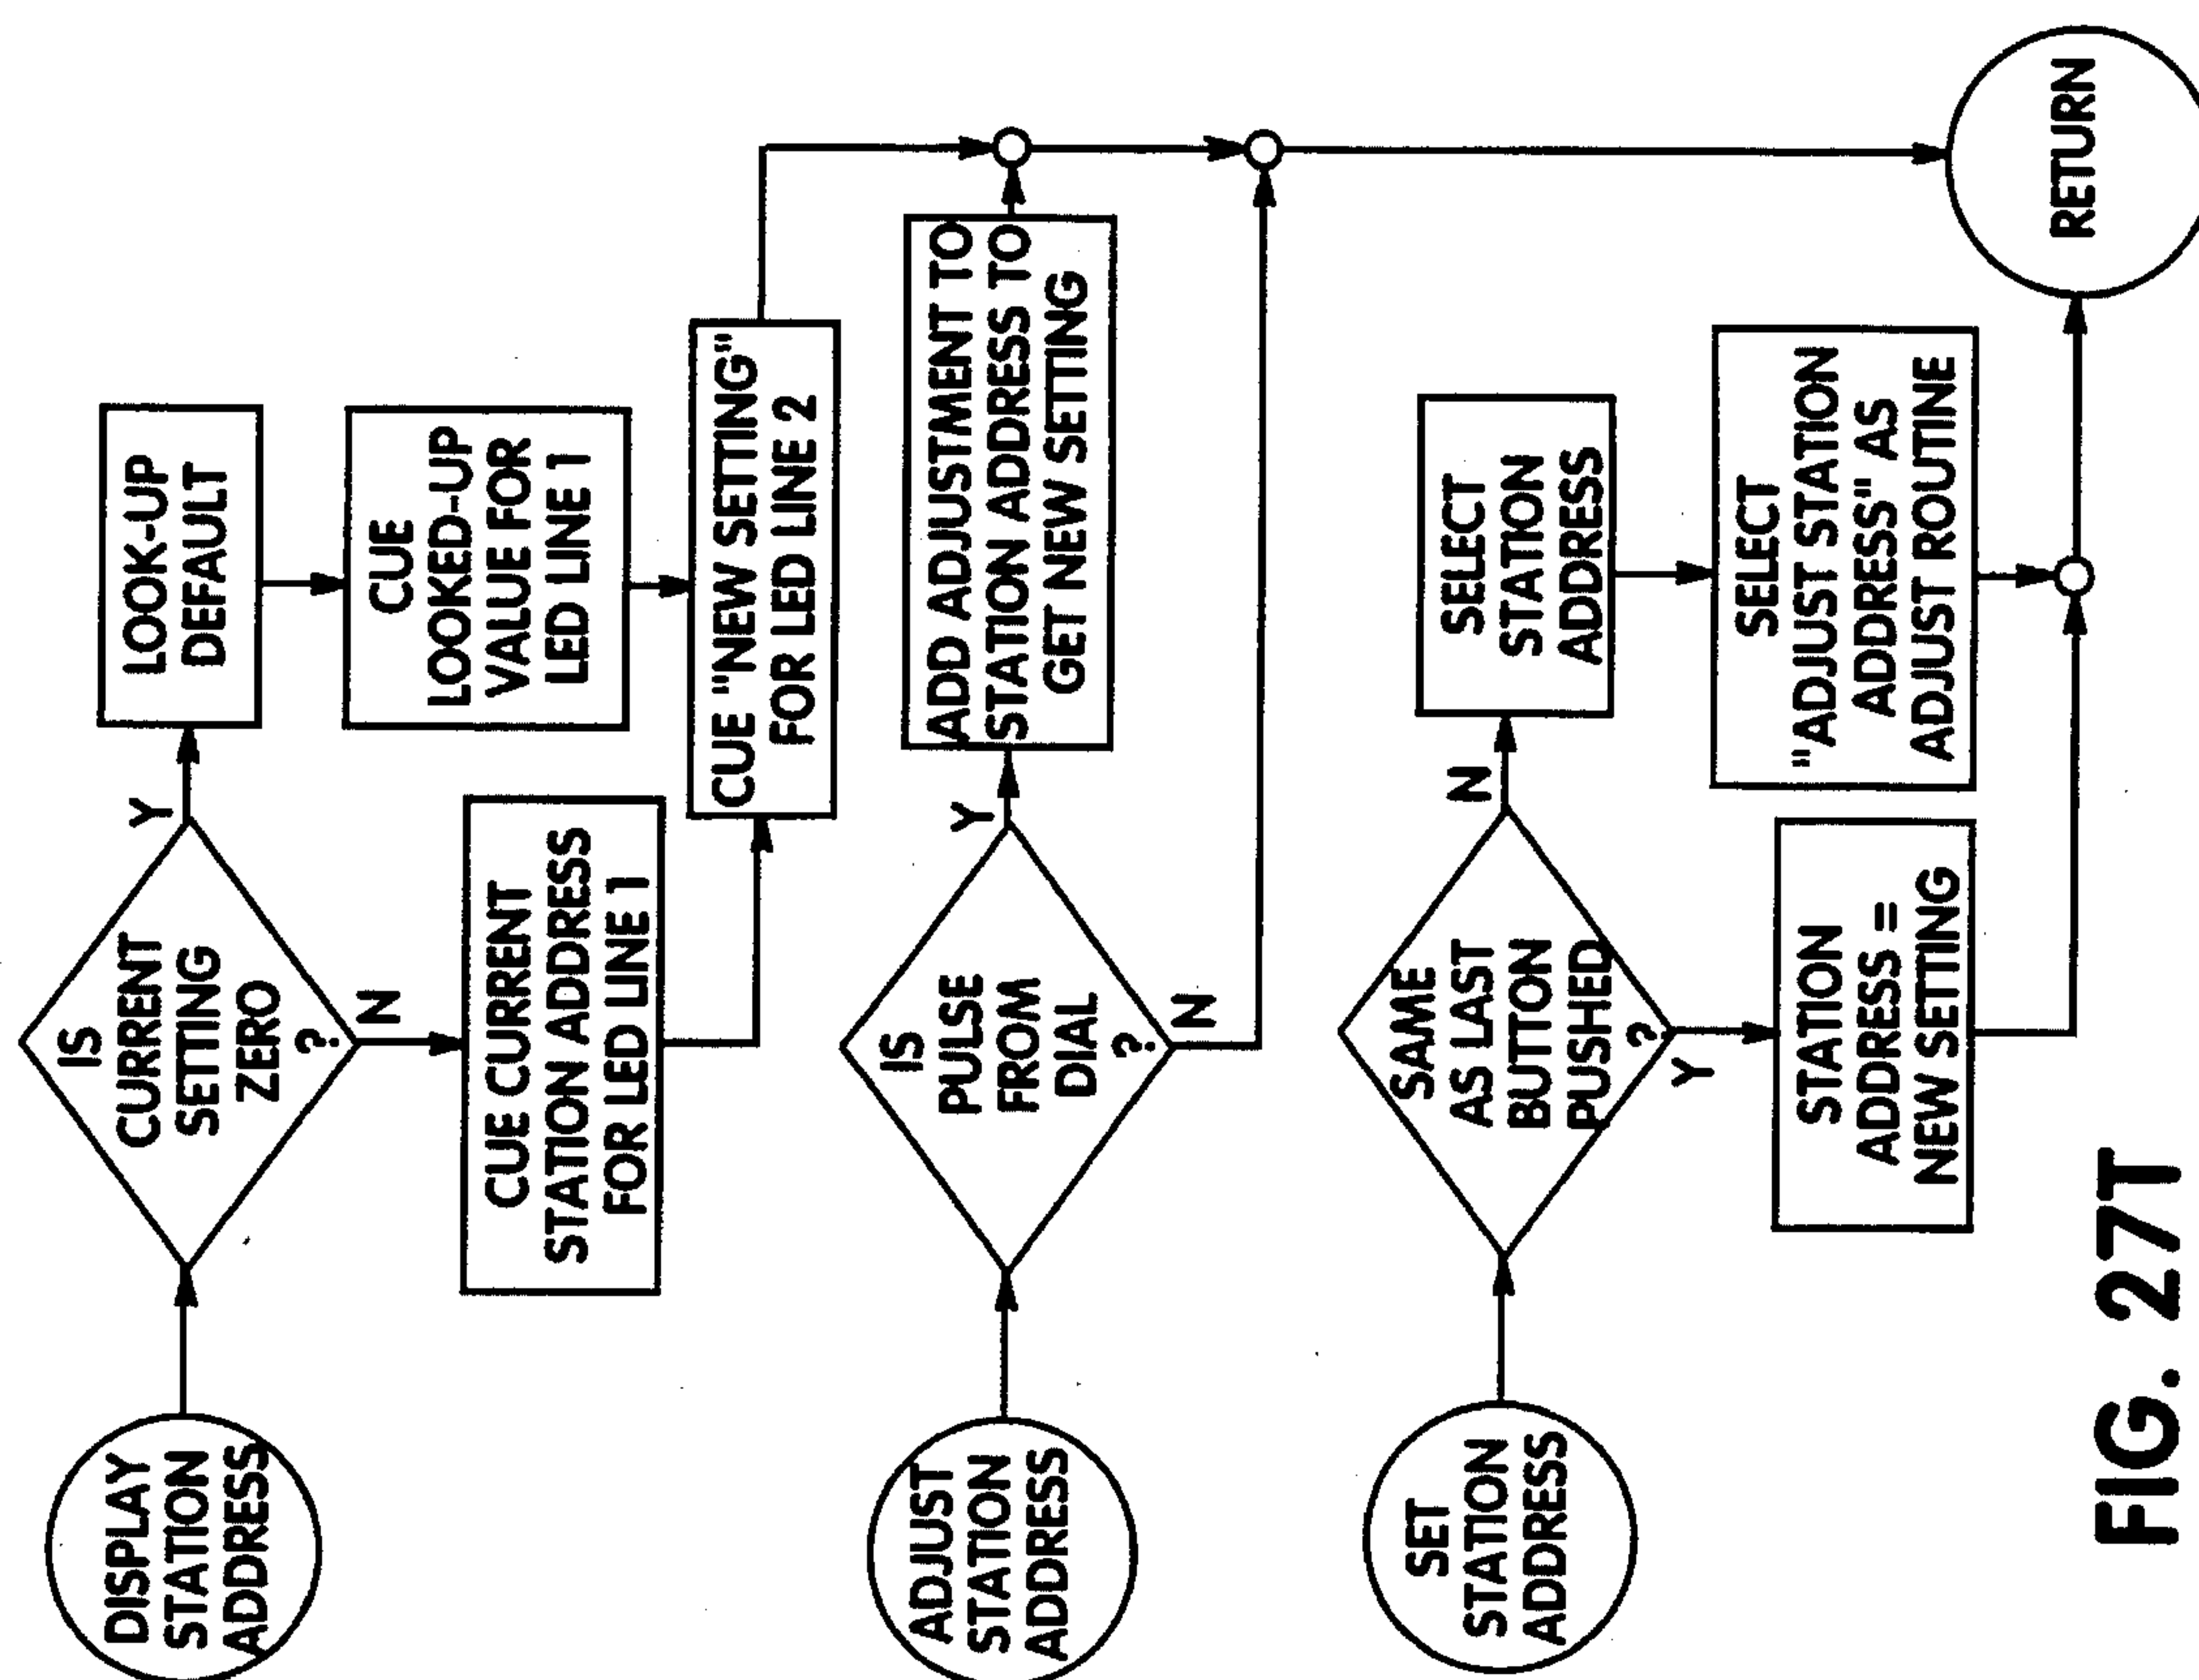 DISPLAY
STATION
ADDRESS
IS
CURRENT
SETTING
ZERO
?
Y
N
LOOK-UP
DEFAULT
CUE
LOOKED-UP
VALUE FOR
LED LINE 1
CUE CURRENT
STATION ADDRESS
FOR LED LINE 1
CUE "NEW SETTING"
FOR LED LINE 2
ADJUST
STATION
ADDRESS
IS
PULSE
FROM
DIAL
?
Y
N
ADD ADJUSTMENT TO
STATION ADDRESS TO
GET NEW SETTING
SET
STATION
ADDRESS
SAME
AS LAST
BUTTON
PUSHED
?
N
Y
SELECT
STATION
ADDRESS
SELECT
"ADJUST STATION
ADDRESS" AS
ADJUST ROUTINE
STATION
ADDRESS =
NEW SETTING
RETURN
FIG. 27T